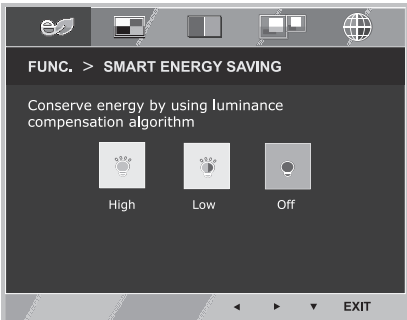 FUNC. > SMART ENERGY SAVING
Conserve energy by using luminance
compensation algorithm
High Low Off
EXIT